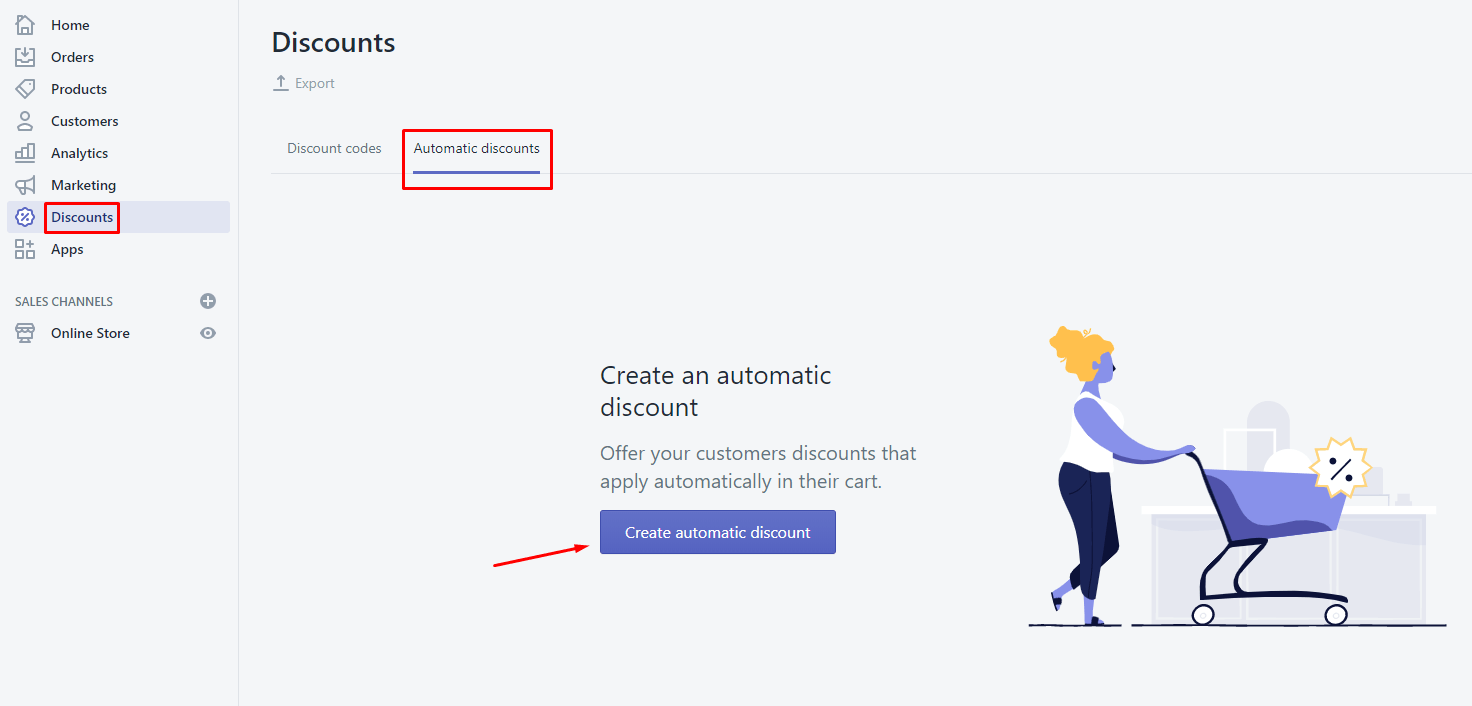 Home
Orders
Products
Customers
Analytics
Marketing
Discounts
Apps
SALES CHANNELS
Online Store
Discounts
Export
Discount codes
Automatic discounts
Create an automatic
discount
Offer your customers discounts that
apply automatically in their cart.
Create automatic discount
%